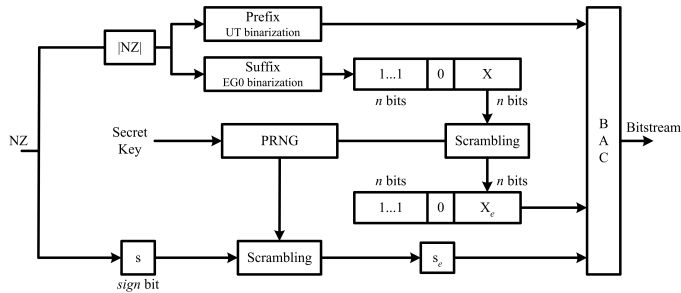 Prefix
UT binarization
|NZ|
Suffix
EG0 binarization
1...1 0 X
n bits n bits
NZ
Secret
Key
PRNG
Scrambling
B
A
C
Bitstream
n bits n bits
1...1 0 Xe
s
Scrambling
se
sign bit